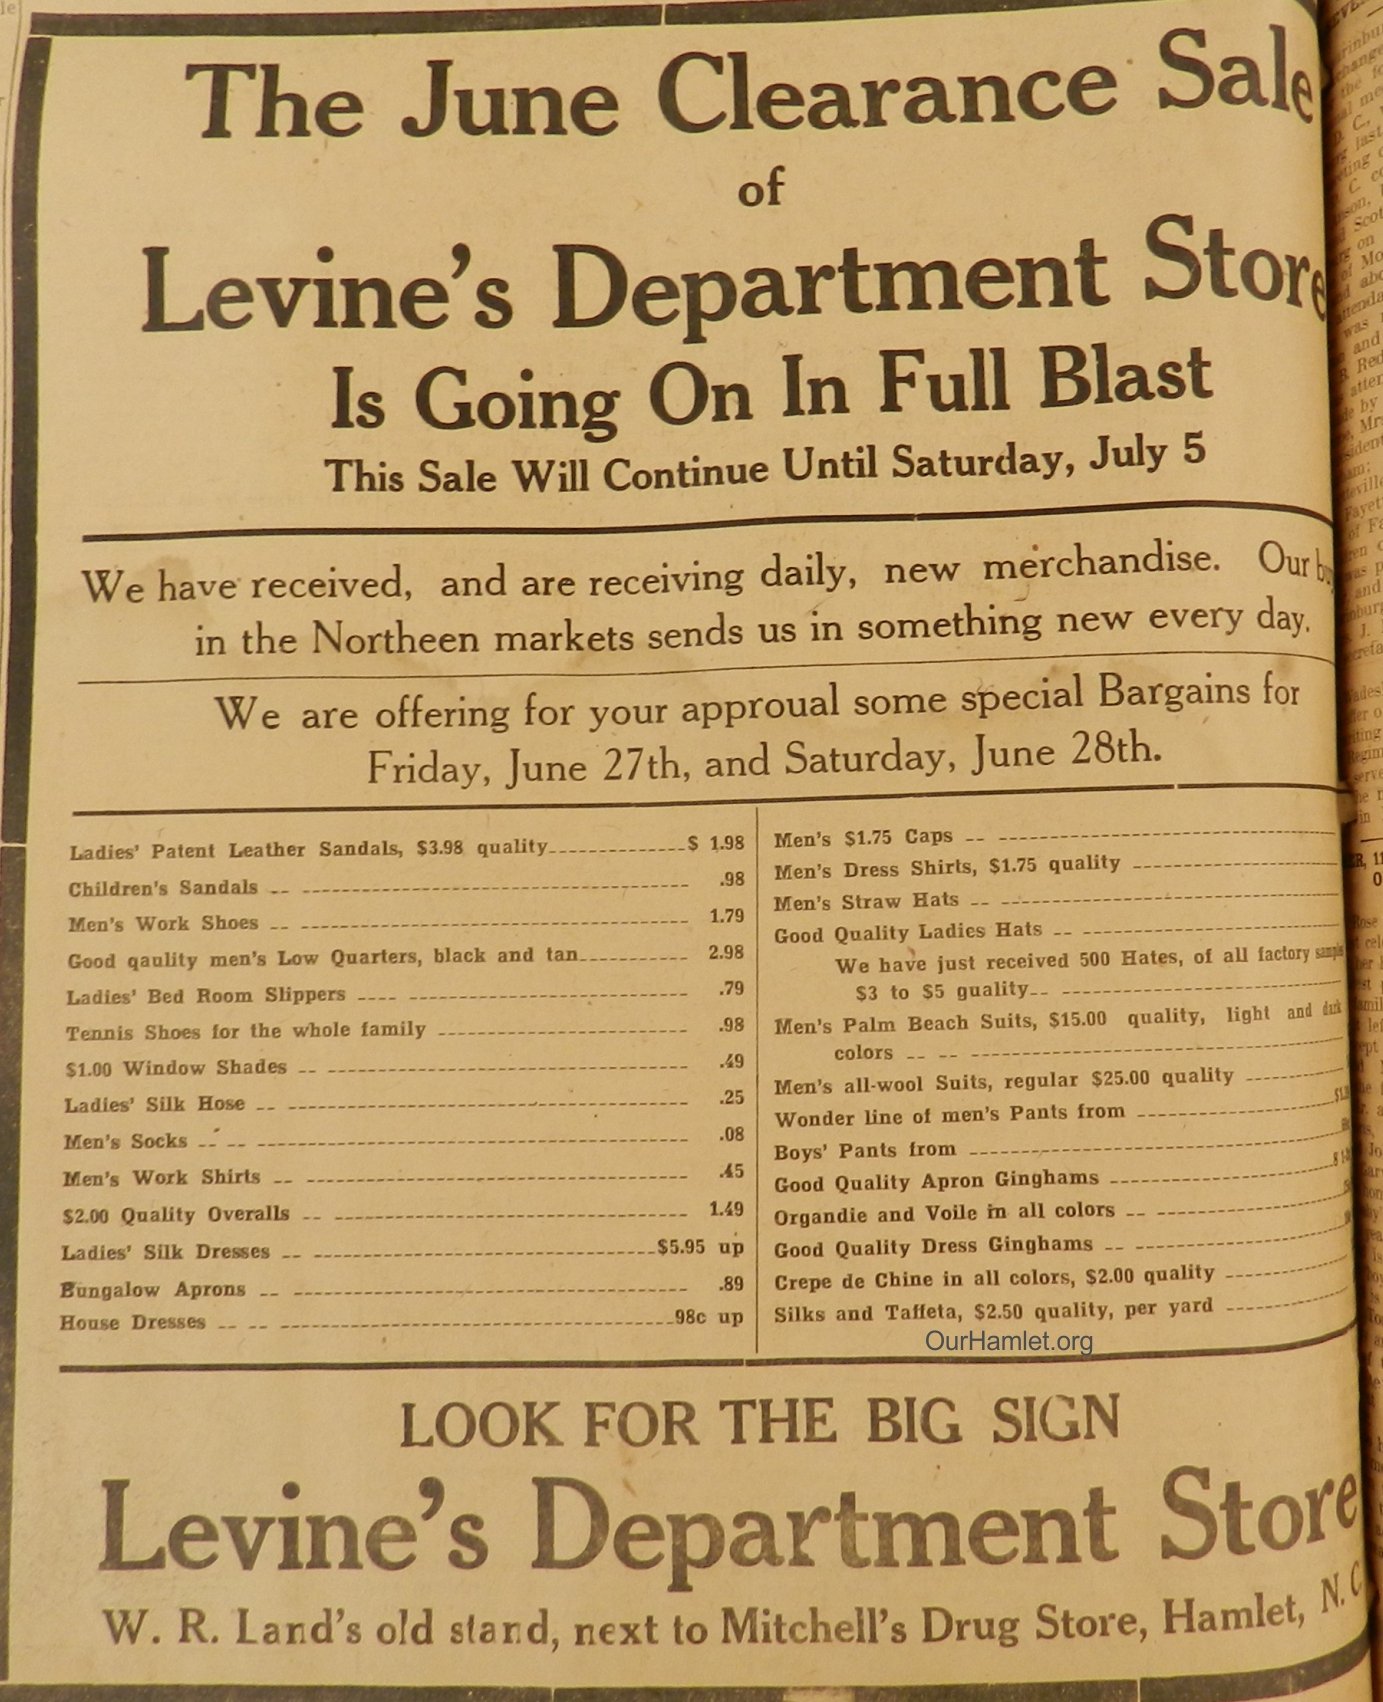 The June Clearance Sale
of
Levine's Department Store
Is Going On In Full Blast
This Sale Will Continue Until Saturday, July 5
We have received, and are receiving daily, new merchandise. Our
in the Northeen markets sends us in something new every day.
We are offering for your approual some special Bargains for
Friday, June 27th, and Saturday, June 28th.
Ladies' Patent Leather Sandals, $3.98 quality $ 1.98
Children's Sandals .98
Men's Work Shoes 1.79
Good qaulity men's Low Quarters, black and tan 2.98
Ladies' Bed Room Slippers .79
Tennis Shoes for the whole family .98
$1.00 Window Shades .49
Ladies' Silk Hose .25
Men's Socks .08
Men's Work Shirts .45
$2.00 Quality Overalls 1.49
Ladies' Silk Dresses $5.95 up
Bungalow Aprons .89
House Dresses 98c up
Men's $1.75 Caps
Men's Dress Shirts, $1.75 quality
Men's Straw Hats
Good Quality Ladies Hats
We have just received 500 Hates, of all factory
$3 to $5 guality
Men's Palm Beach Suits, $15.00 quality, light and dark
colors
Men's all-wool Suits, regular $25.00 quality
Wonder line of men's Pants from
Boys' Pants from
Good Quality Apron Ginghams
Organdie and Voile in all colors
Good Quality Dress Ginghams
Crepe de Chine in all colors, $2.00 quality
Silks and Taffeta, $2.50 quality, per yard
OurHamlet.org
LOOK FOR THE BIG SIGN
Levine's Department Store
W. R. Land's old stand, next to Mitchell's Drug Store, Hamlet, N. C.